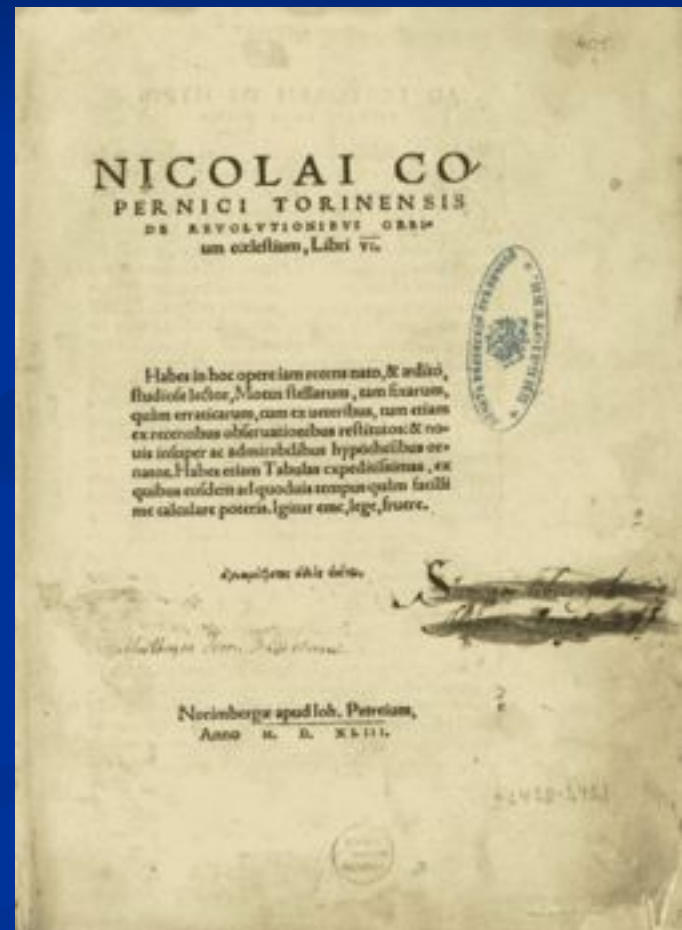 NICOLAI CO
PERNICI TORINENSIS
DE REVOLVTIONIBVS ORBI-
um cœlestium, Libri VI.
Habes in hoc opere iam recens nato, & ædito,
studiose lector, Motus stellarum, tam fixarum,
quàm erraticarum, cum ex ueteribus, tum etiam
ex recentibus obseruationibus restitutos: & no-
uis insuper ac admirabilibus hypothesibus or-
natos. Habes etiam Tabulas expeditissimas, ex
quibus eosdem ad quoduis tempus quàm facilli
me calculare poteris. Igitur eme, lege, fruere.
Norimbergæ apud Ioh. Petreium,
Anno M. D. XLIII.